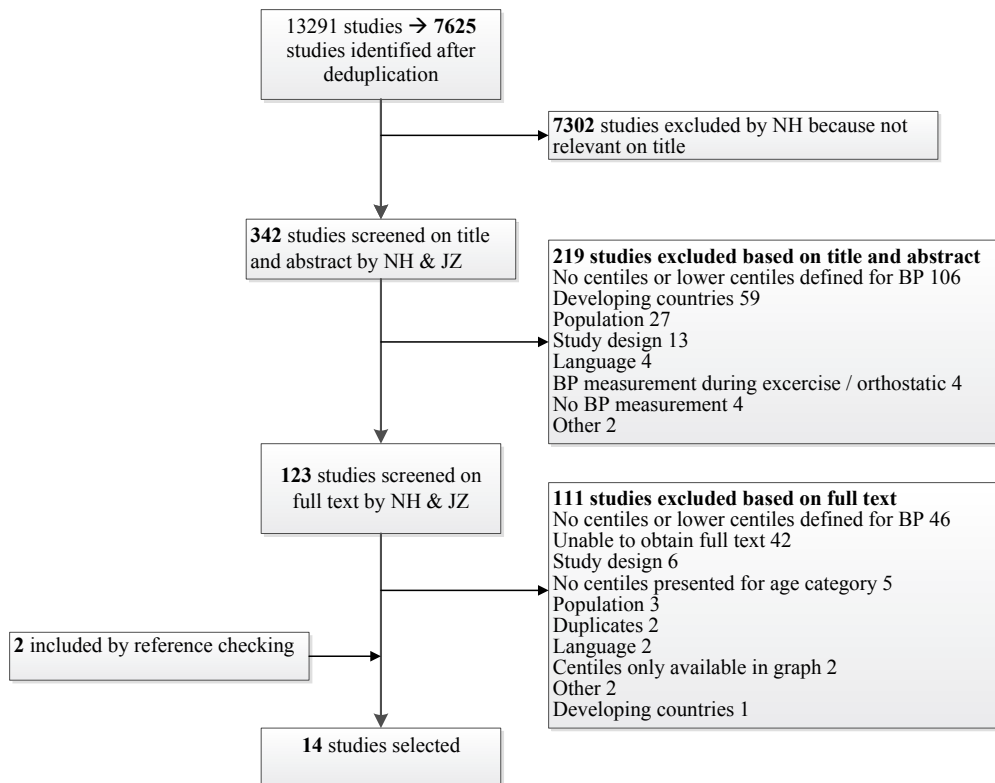 13291 studies → 7625
studies identified after
deduplication
7302 studies excluded by NH because not
relevant on title
342 studies screened on title
and abstract by NH & JZ
219 studies excluded based on title and abstract
No centiles or lower centiles defined for BP 106
Developing countries 59
Population 27
Study design 13
Language 4
BP measurement during excercise / orthostatic 4
No BP measurement 4
Other 2
123 studies screened on
full text by NH & JZ
111 studies excluded based on full text
No centiles or lower centiles defined for BP 46
Unable to obtain full text 42
Study design 6
No centiles presented for age category 5
Population 3
Duplicates 2
Language 2
Centiles only available in graph 2
Other 2
Developing countries 1
2 included by reference checking
14 studies selected